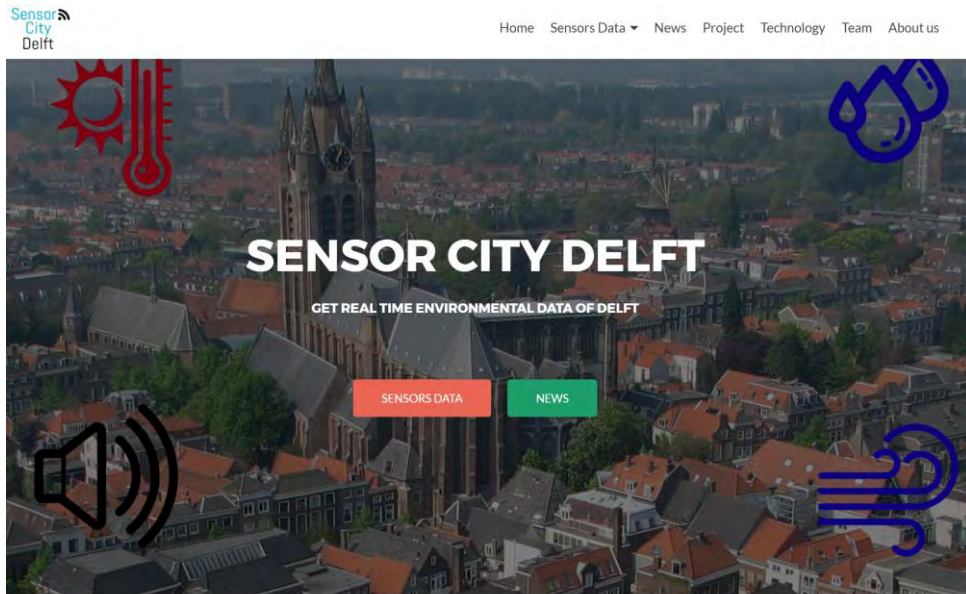 Sensor
City
Delft
Home Sensors Data News Project Technology Team About us
SENSOR CITY DELFT
GET REAL TIME ENVIRONMENTAL DATA OF DELFT
SENSORS DATA NEWS